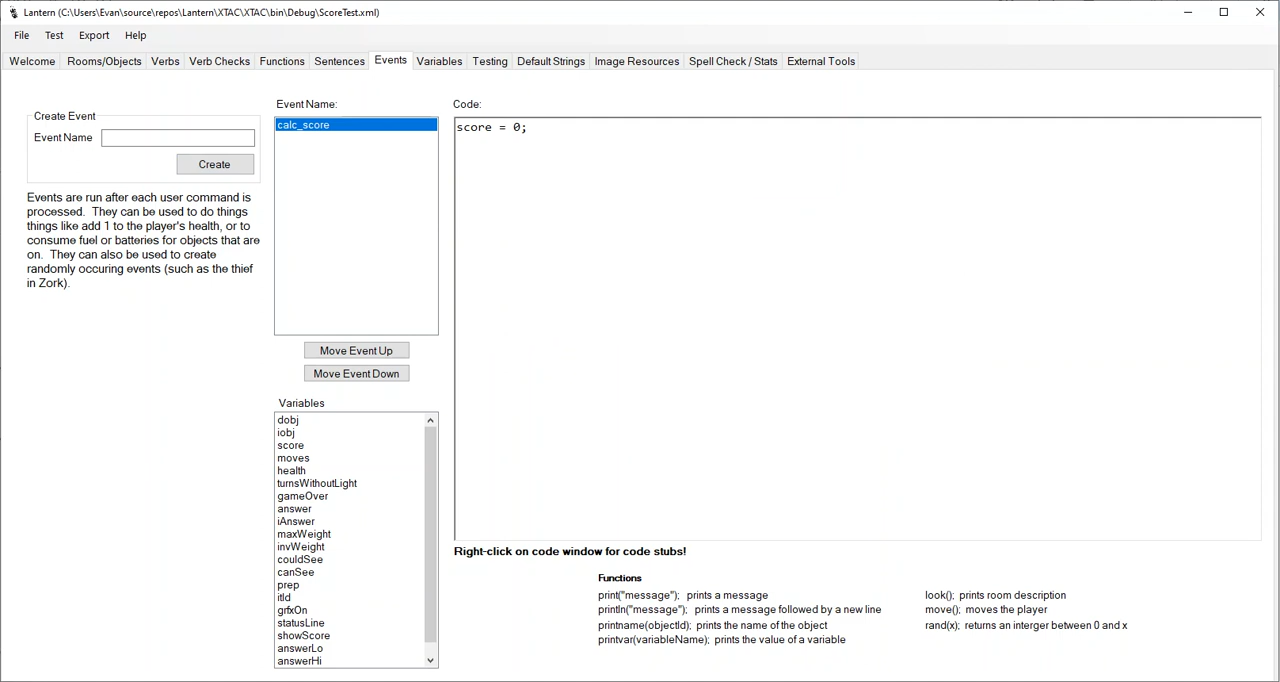 Lantern (C:\Users\Evan\source\repos\Lantern\XTAC\XTAC\bin\Debug\ScoreTest.xml)
File Test Export Help
Welcome Rooms/Objects Verbs Verb Checks Functions Sentences Events Variables Testing Default Strings Image Resources Spell Check / Stats External Tools
Create Event
Event Name
Create
Events are run after each user command is
processed. They can be used to do things
things like add 1 to the player's health, or to
consume fuel or batteries for objects that are
on. They can also be used to create
randomly occuring events (such as the thief
in Zork).
Event Name:
calc_score
Move Event Up
Move Event Down
Variables
dobj
iobj
score
moves
health
turnsWithoutLight
gameOver
answer
iAnswer
maxWeight
invWeight
couldSee
canSee
prep
itId
grfxOn
statusLine
showScore
answerLo
answerHi
Code:
score = 0;
Right-click on code window for code stubs!
Functions
print("message"); prints a message
println("message"); prints a message followed by a new line
printname(objectId); prints the name of the object
printvar(variableName); prints the value of a variable
look(); prints room description
move(); moves the player
rand(x); returns an interger between 0 and x